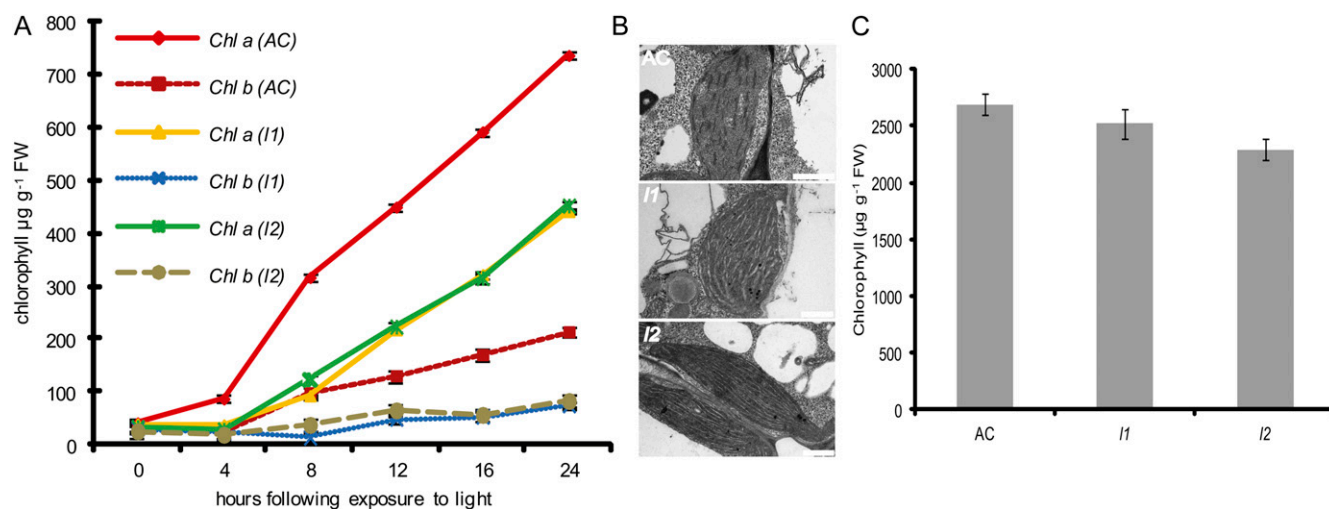 A
800
700
600
500
400
300
200
100
0
chlorophyll µg g⁻¹ FW
Chl a (AC)
Chl b (AC)
Chl a (l1)
Chl b (l1)
Chl a (l2)
Chl b (l2)
0 4 8 12 16 24
hours following exposure to light
B
AC
l1
l2
C
3000
2500
2000
1500
1000
500
0
Chlorophyll (µg g⁻¹ FW)
AC l1 l2